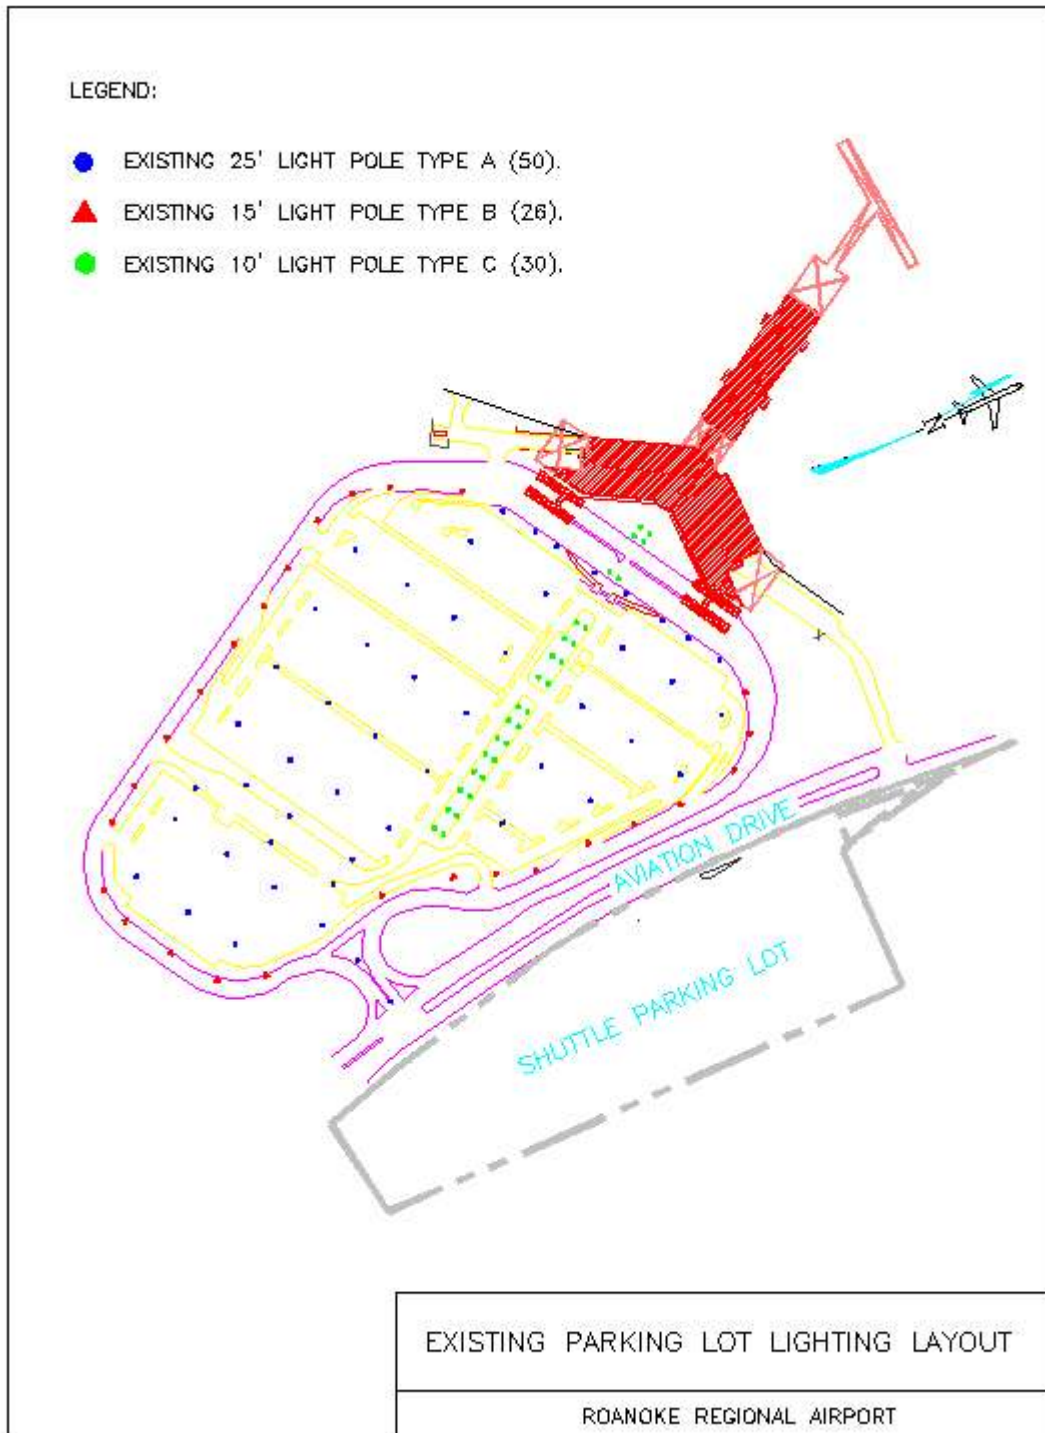 LEGEND:
EXISTING 25' LIGHT POLE TYPE A (50).
EXISTING 15' LIGHT POLE TYPE B (26).
EXISTING 10' LIGHT POLE TYPE C (30).
N
AVIATION DRIVE
SHUTTLE PARKING LOT
EXISTING PARKING LOT LIGHTING LAYOUT
ROANOKE REGIONAL AIRPORT